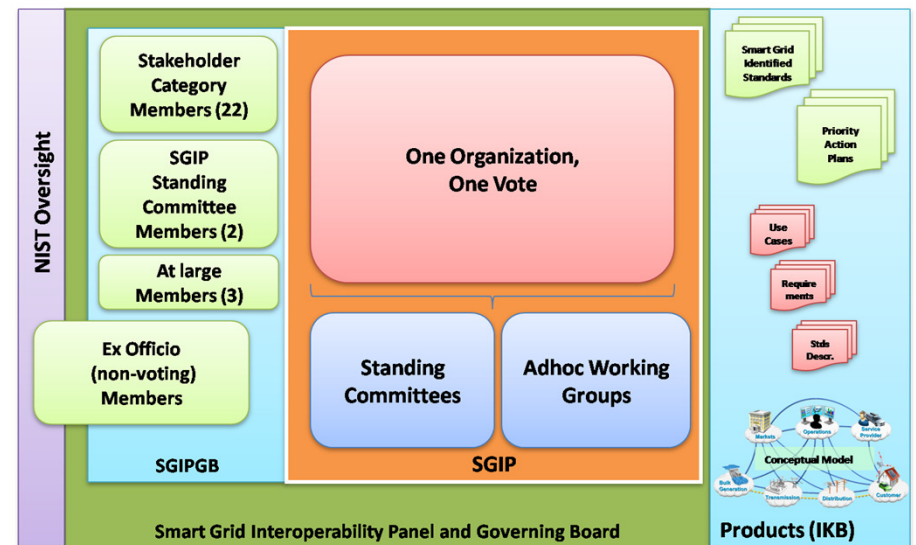 NIST Oversight
Stakeholder
Category
Members (22)
SGIP
Standing
Committee
Members (2)
At large
Members (3)
Ex Officio
(non-voting)
Members
SGIPGB
One Organization,
One Vote
Standing
Committees
Adhoc Working
Groups
SGIP
Smart Grid Interoperability Panel and Governing Board
Smart Grid
Identified
Standards
Priority
Action
Plans
Use
Cases
Require
ments
Stds
Descr.
Markets
Operations
Service
Provider
Conceptual Model
Bulk
Generation
Transmission
Distribution
Customer
Products (IKB)